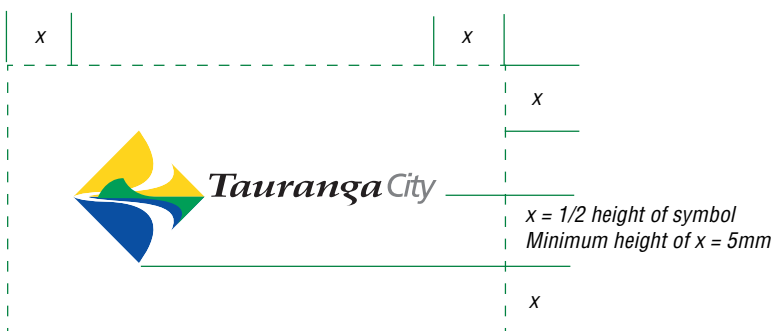 x
x
x
Tauranga City
x = 1/2 height of symbol
Minimum height of x = 5mm
x